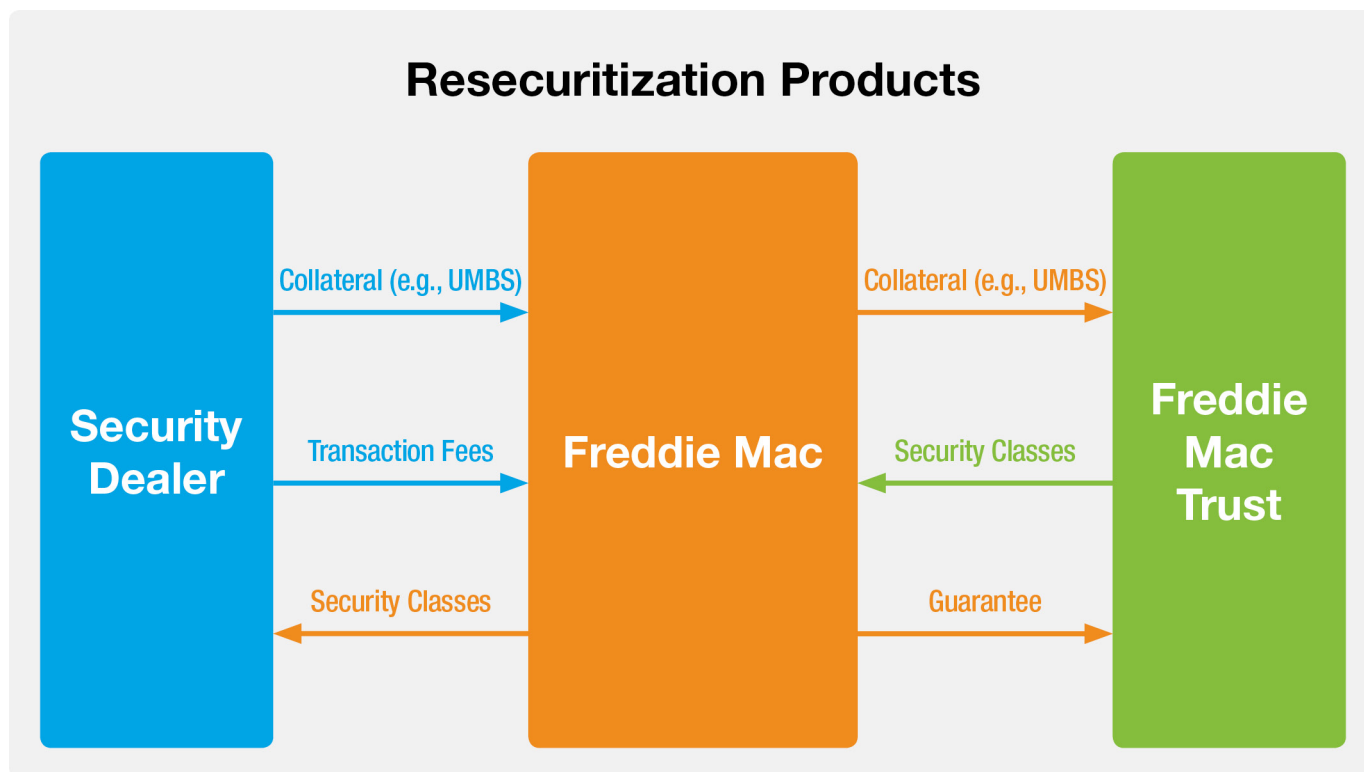 Resecuritization Products
Security
Dealer
Collateral (e.g., UMBS)
Transaction Fees
Security Classes
Freddie Mac
Collateral (e.g., UMBS)
Security Classes
Guarantee
Freddie
Mac
Trust